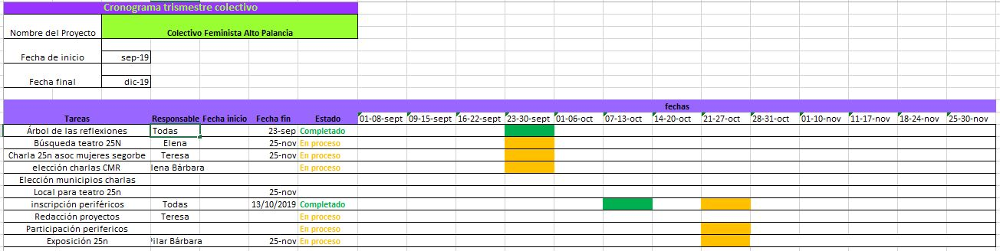 Cronograma trismestre colectivo
Nombre del Proyecto Colectivo Feminista Alto Palancia
Fecha de inicio sep-19
Fecha final dic-19
fechas
Tareas Responsable Fecha inicio Fecha fin Estado 01-08-sept 09-15-sept 16-22-sept 23-30-sept 01-06-oct 07-13-oct 14-20-oct 21-27-oct 28-31-oct 01-10-nov 11-17-nov 18-24-nov 25-30-nov
Árbol de las reflexiones Todas 23-sep Completado
Búsqueda teatro 25N Elena 25-nov En proceso
Charla 25n asoc mujeres segorbe Teresa 25-nov En proceso
elección charlas CMR lena Bárbara En proceso
Elección municipios charlas
Local para teatro 25n 25-nov
inscripción periféricos Todas 13/10/2019 Completado
Redacción proyectos Teresa En proceso
Participación perifericos En proceso
Exposición 25n Pilar Bárbara 25-nov En proceso